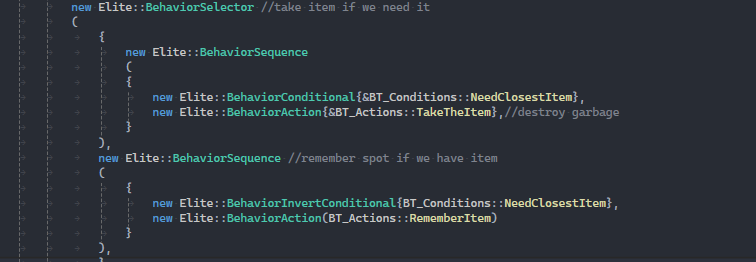 new Elite::BehaviorSelector //take item if we need it
(
{
new Elite::BehaviorSequence
(
{
new Elite::BehaviorConditional{&BT_Conditions::NeedClosestItem},
new Elite::BehaviorAction{&BT_Actions::TakeTheItem},//destroy garbage
}
),
new Elite::BehaviorSequence //remember spot if we have item
(
{
new Elite::BehaviorInvertConditional{BT_Conditions::NeedClosestItem},
new Elite::BehaviorAction(BT_Actions::RememberItem)
}
),
}